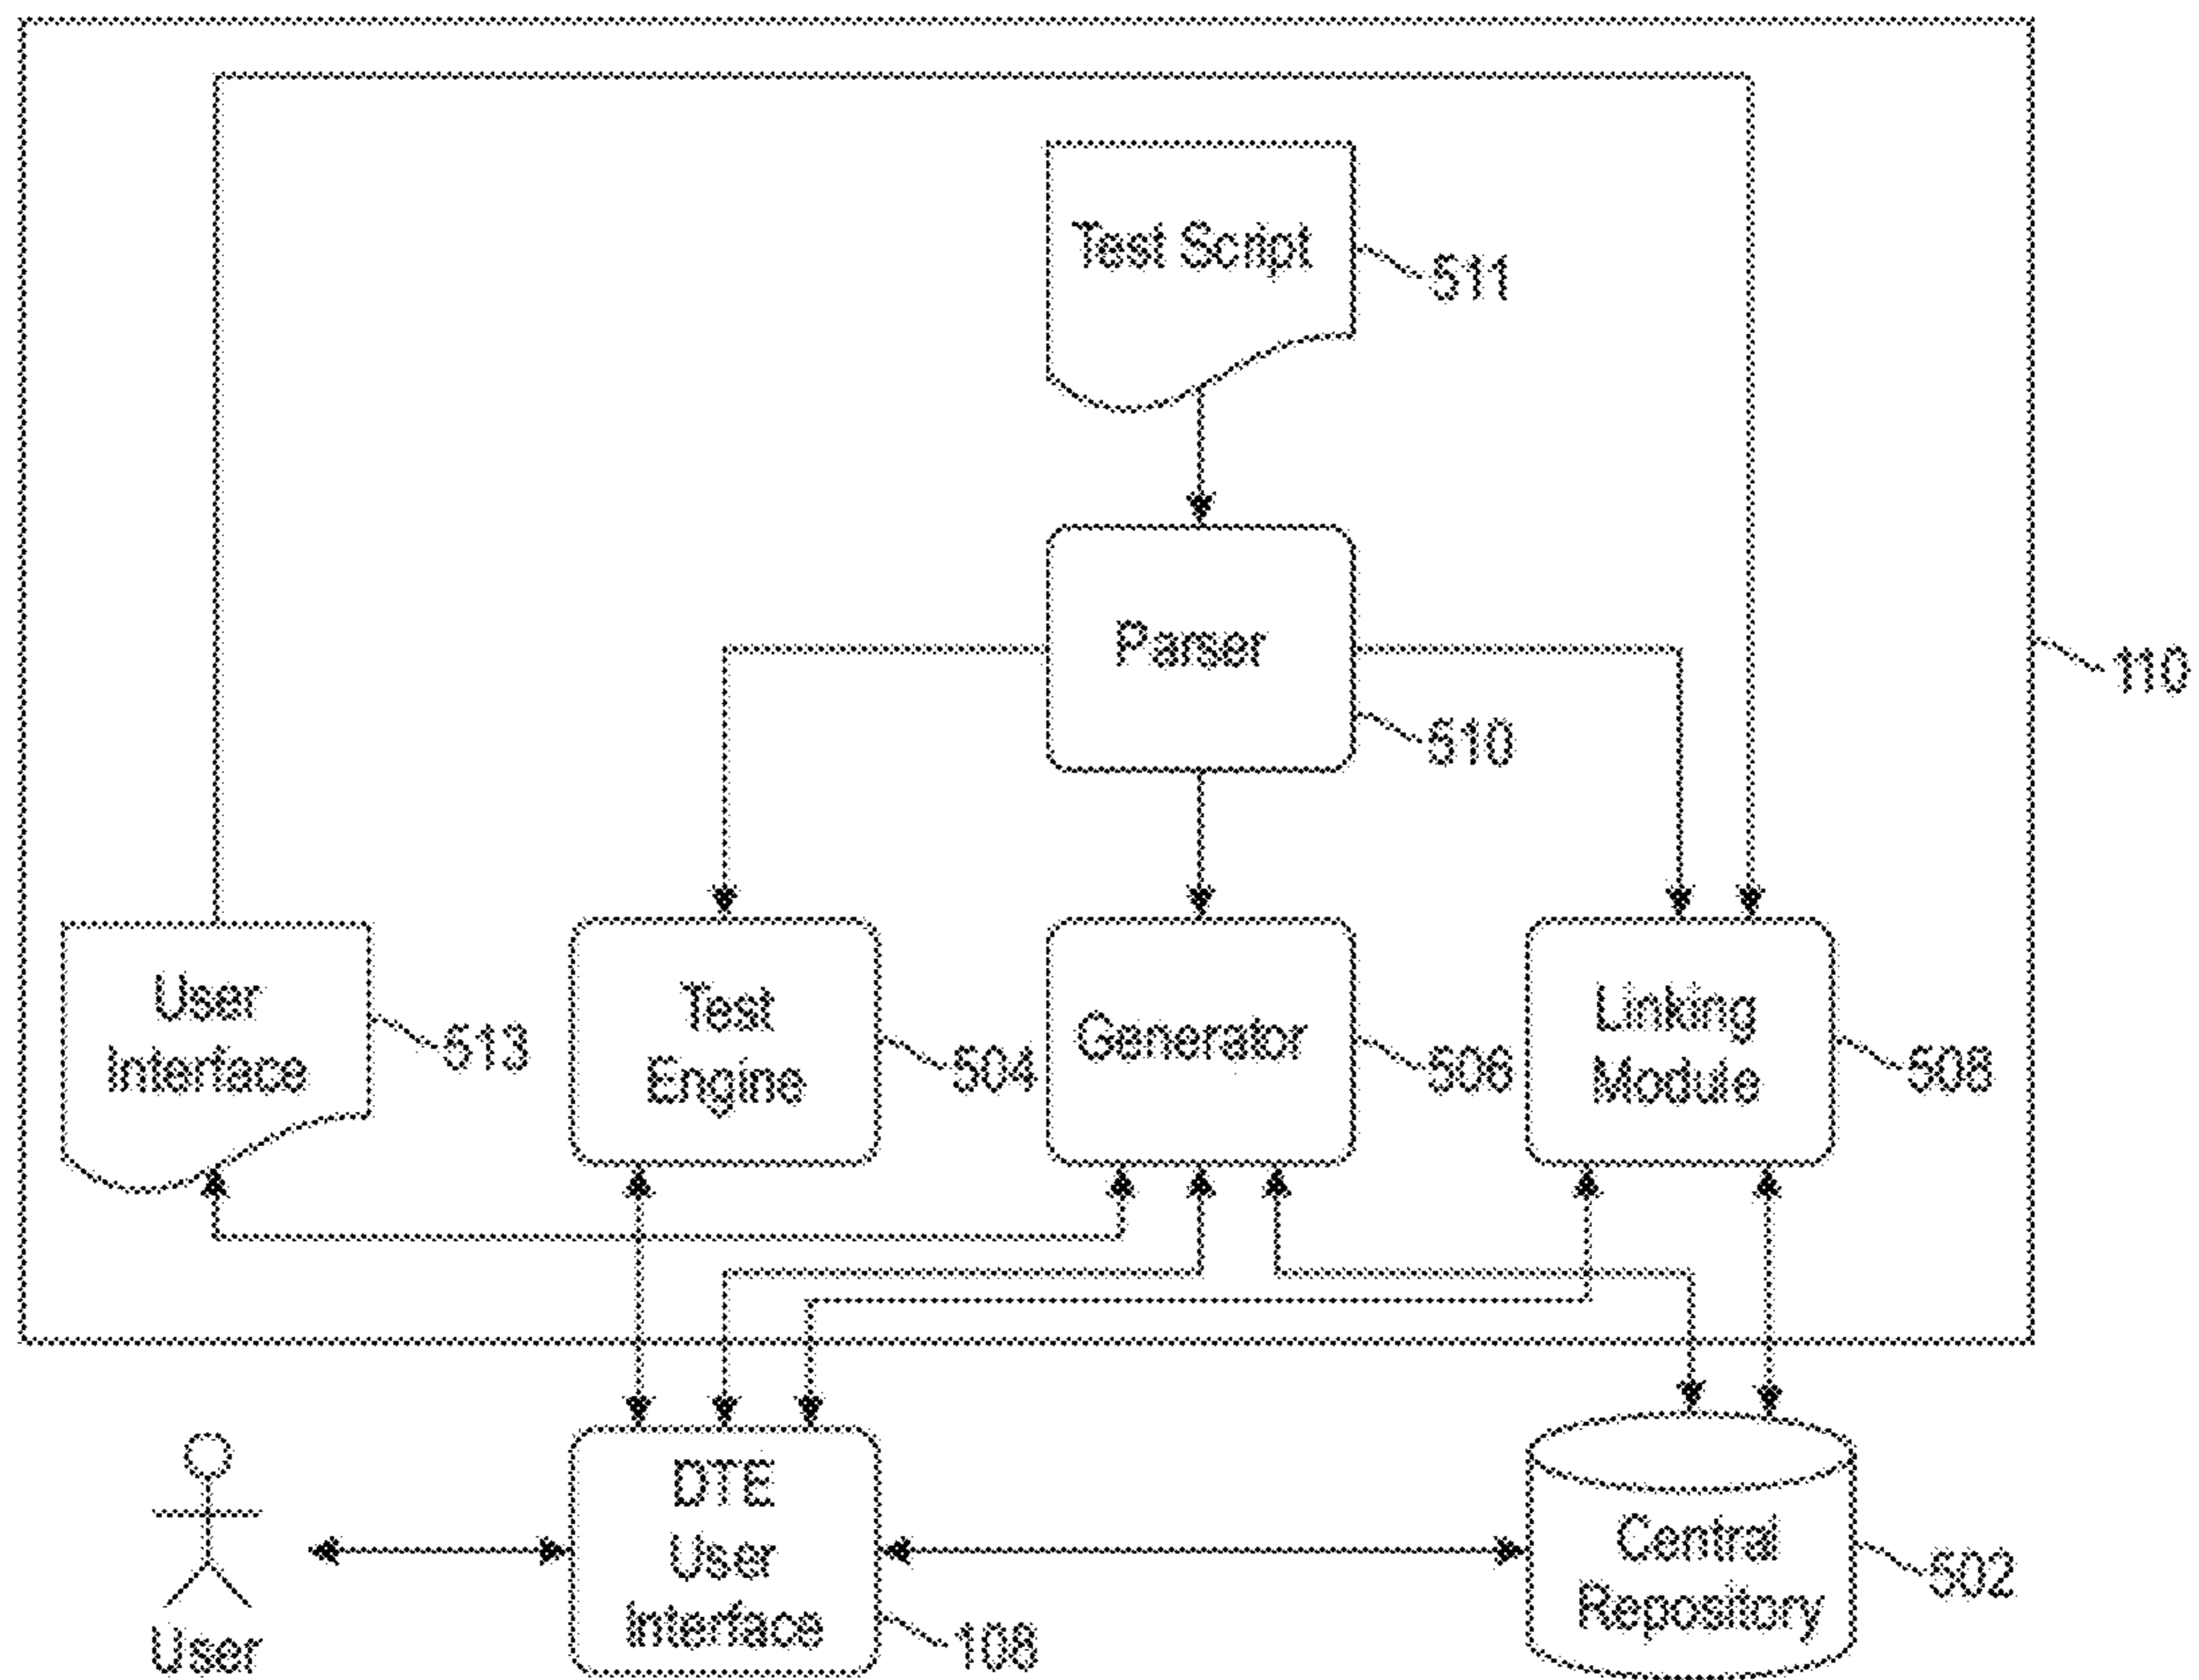 Test Script
511
Parser
510
110
User
Interface
513
Test
Engine
504
Generator
506
Linking
Module
508
User
DTE
User
Interface
108
Central
Repository
502